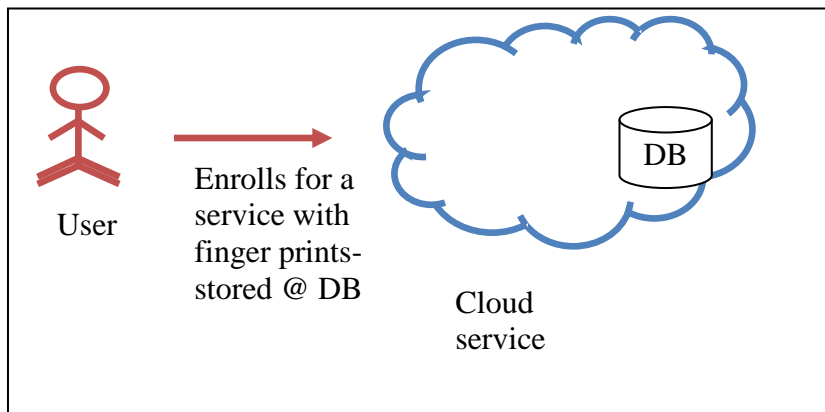 User
Enrolls for a
service with
finger prints-
stored @ DB
DB
Cloud
service